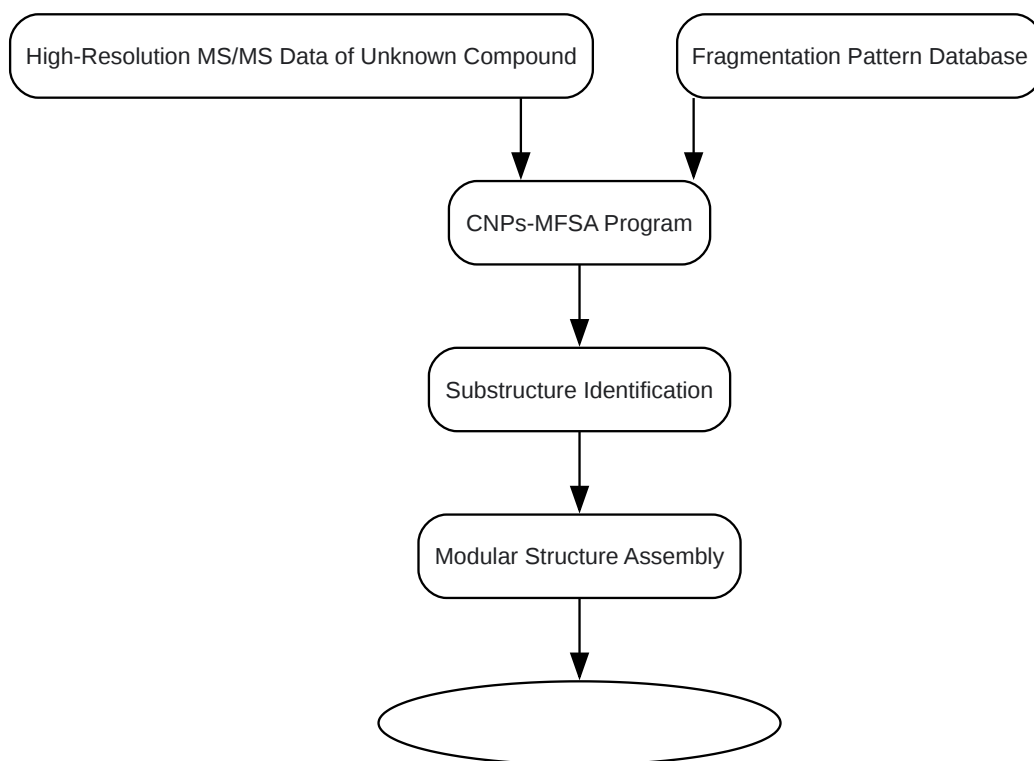 High-Resolution MS/MS Data of Unknown Compound
Fragmentation Pattern Database
CNPs-MFSA Program
Substructure Identification
Modular Structure Assembly